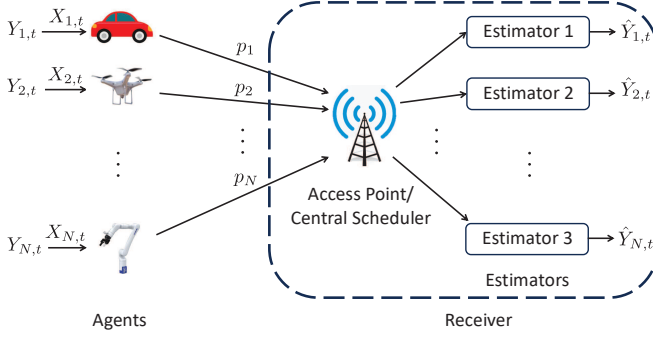 Y_{1,t} X_{1,t} p_1 Estimator 1 Ŷ_{1,t}
Y_{2,t} X_{2,t} p_2 Estimator 2 Ŷ_{2,t}
Access Point/
Central Scheduler
Y_{N,t} X_{N,t} p_N Estimator 3 Ŷ_{N,t}
Estimators
Agents Receiver